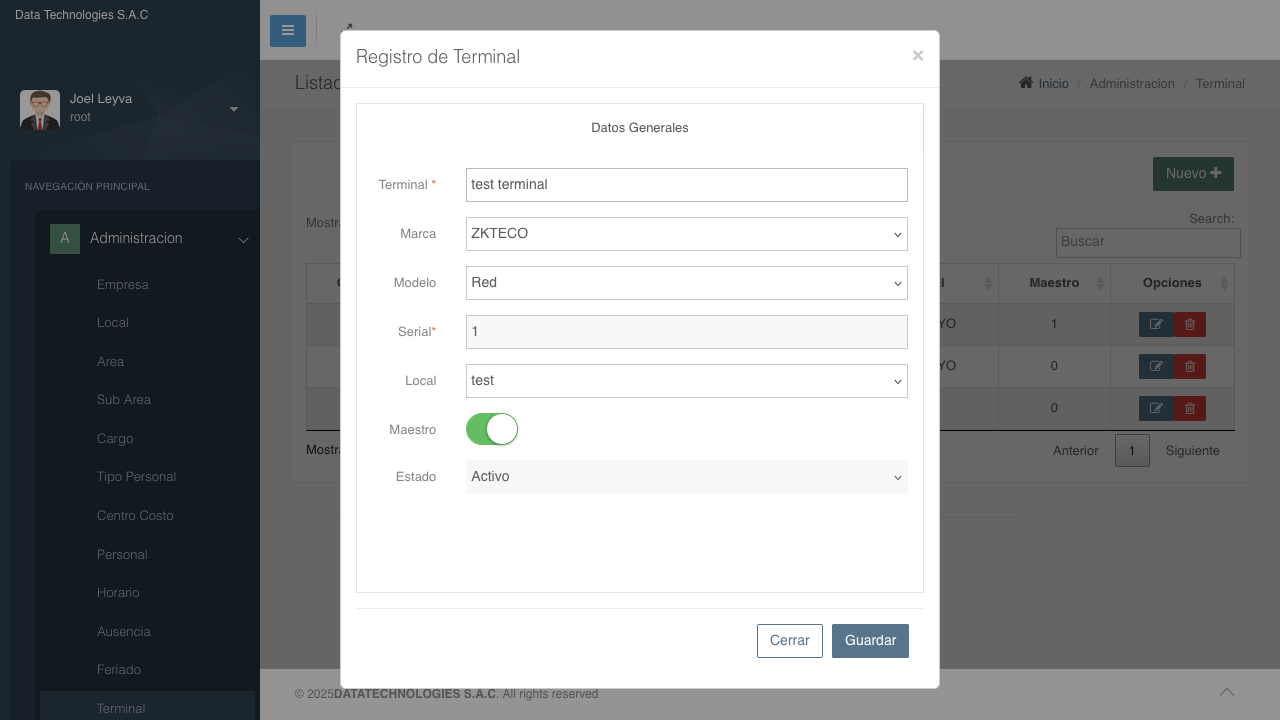 Data Technologies S.A.C
Joel Leyva
root
NAVEGACIÓN PRINCIPAL
A Administracion
Empresa
Local
Area
Sub Area
Cargo
Tipo Personal
Centro Costo
Personal
Horario
Ausencia
Feriado
Terminal
Inicio / Administracion / Terminal
Nuevo
Search:
Buscar
Maestro Opciones
YO 1
YO 0
0
Anterior 1 Siguiente
Registro de Terminal ×
Datos Generales
Terminal * test terminal
Marca ZKTECO
Modelo Red
Serial* 1
Local test
Maestro
Estado Activo
Cerrar Guardar
© 2025DATATECHNOLOGIES S.A.C. All rights reserved